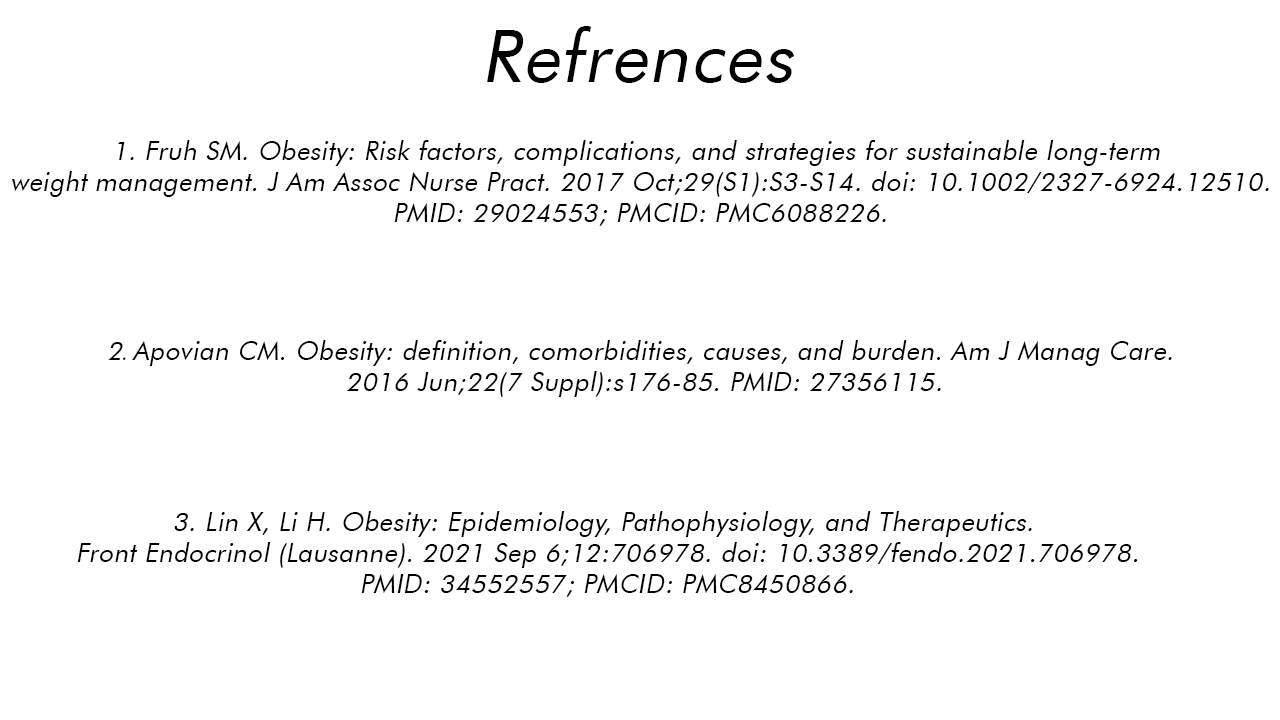 Refrences
1. Fruh SM. Obesity: Risk factors, complications, and strategies for sustainable long-term
weight management. J Am Assoc Nurse Pract. 2017 Oct;29(S1):S3-S14. doi: 10.1002/2327-6924.12510.
PMID: 29024553; PMCID: PMC6088226.
2. Apovian CM. Obesity: definition, comorbidities, causes, and burden. Am J Manag Care.
2016 Jun;22(7 Suppl):s176-85. PMID: 27356115.
3. Lin X, Li H. Obesity: Epidemiology, Pathophysiology, and Therapeutics.
Front Endocrinol (Lausanne). 2021 Sep 6;12:706978. doi: 10.3389/fendo.2021.706978.
PMID: 34552557; PMCID: PMC8450866.